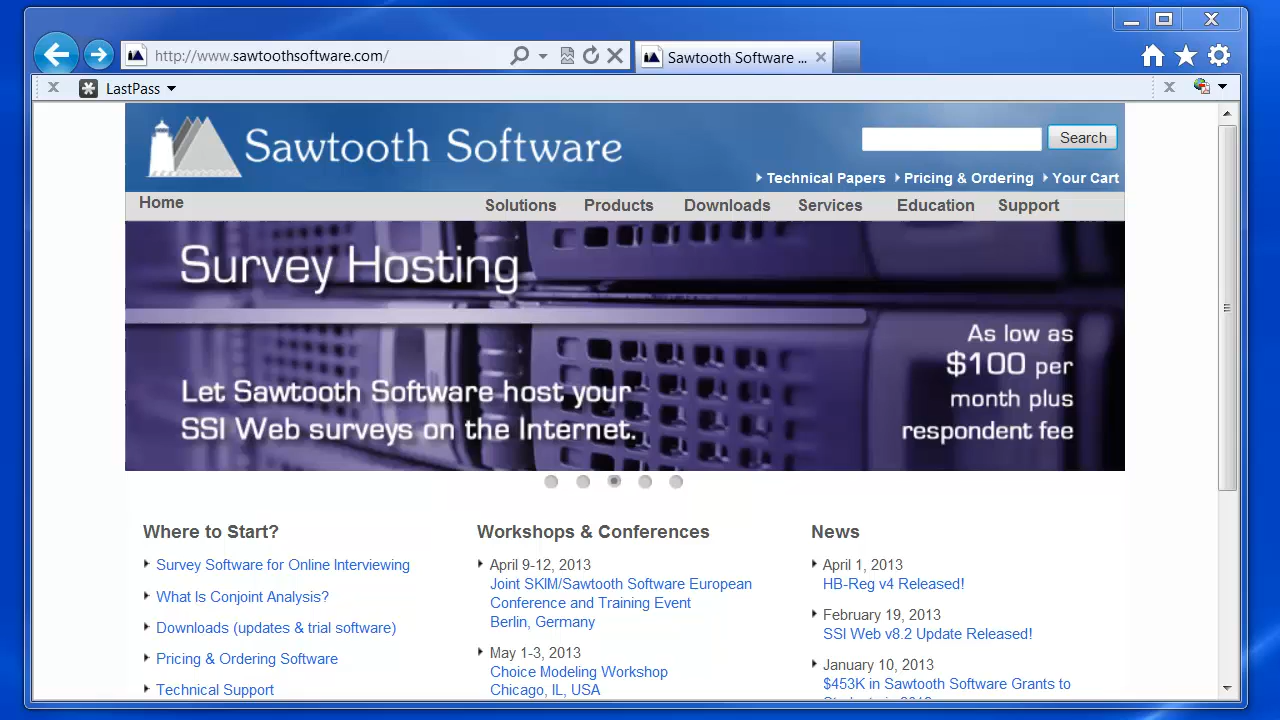 http://www.sawtoothsoftware.com/
Sawtooth Software ...
LastPass
Sawtooth Software
Search
Technical Papers
Pricing & Ordering
Your Cart
Home
Solutions
Products
Downloads
Services
Education
Support
Survey Hosting
Let Sawtooth Software host your
SSI Web surveys on the Internet.
As low as
$100 per
month plus
respondent fee
Where to Start?
Survey Software for Online Interviewing
What Is Conjoint Analysis?
Downloads (updates & trial software)
Pricing & Ordering Software
Technical Support
Workshops & Conferences
April 9-12, 2013
Joint SKIM/Sawtooth Software European
Conference and Training Event
Berlin, Germany
May 1-3, 2013
Choice Modeling Workshop
Chicago, IL, USA
News
April 1, 2013
HB-Reg v4 Released!
February 19, 2013
SSI Web v8.2 Update Released!
January 10, 2013
$453K in Sawtooth Software Grants to